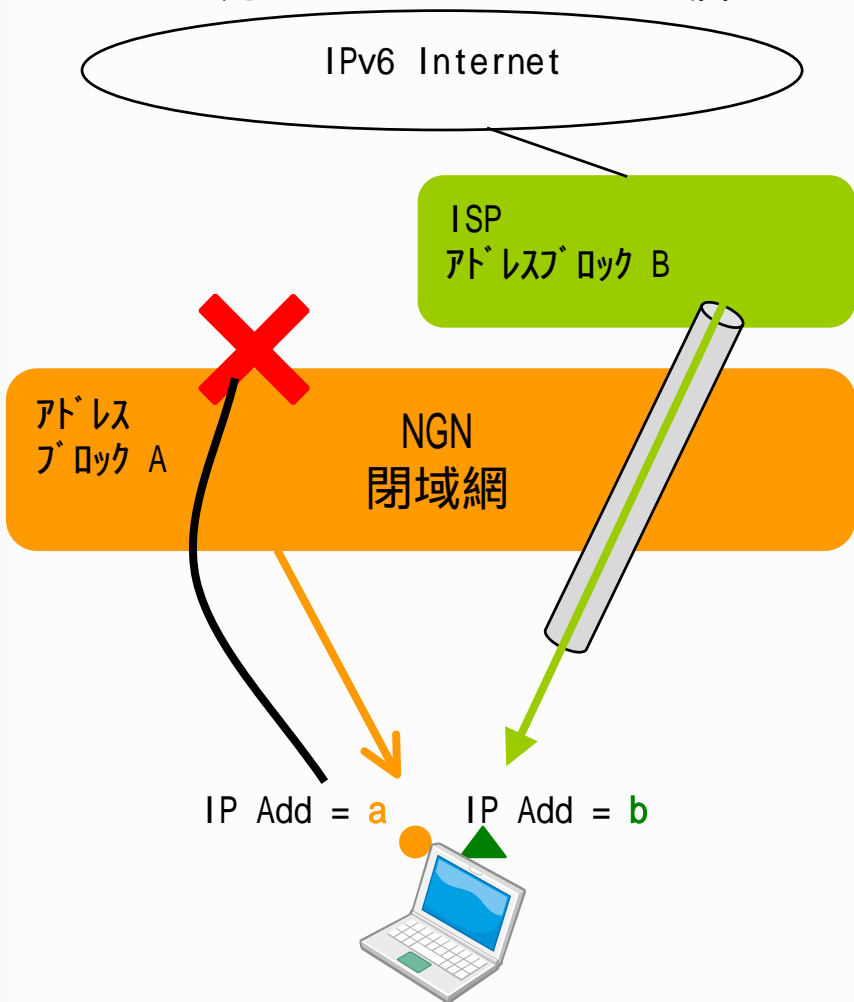 IPv6 Internet
ISP
ｱﾄﾞﾚｽﾌﾞﾛｯｸ B
ｱﾄﾞﾚｽ
ﾌﾞﾛｯｸ A
NGN
閉域網
IP Add = a
IP Add = b